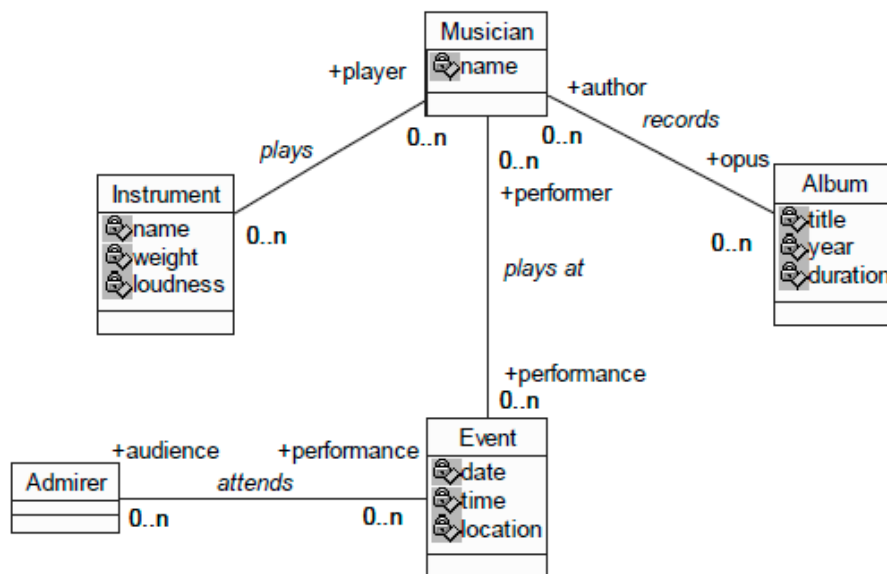 Musician
name
+player
+author
0..n
0..n
0..n
plays
records
+performer
+opus
Instrument
name
weight
loudness
0..n
Album
title
year
duration
0..n
plays at
+performance
0..n
Event
date
time
location
+audience
+performance
Admirer
attends
0..n
0..n